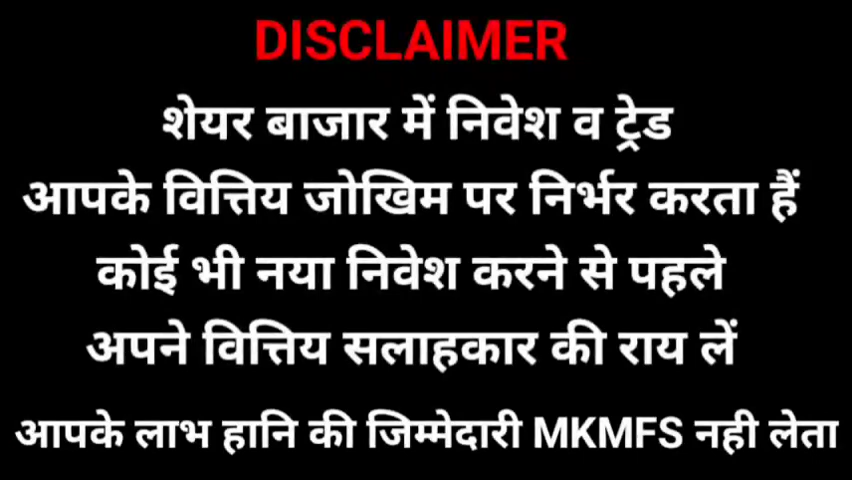 DISCLAIMER
शेयर बाजार में निवेश व ट्रेड
आपके वित्तिय जोखिम पर निर्भर करता हैं
कोई भी नया निवेश करने से पहले
अपने वित्तिय सलाहकार की राय लें
आपके लाभ हानि की जिम्मेदारी MKMFS नही लेता